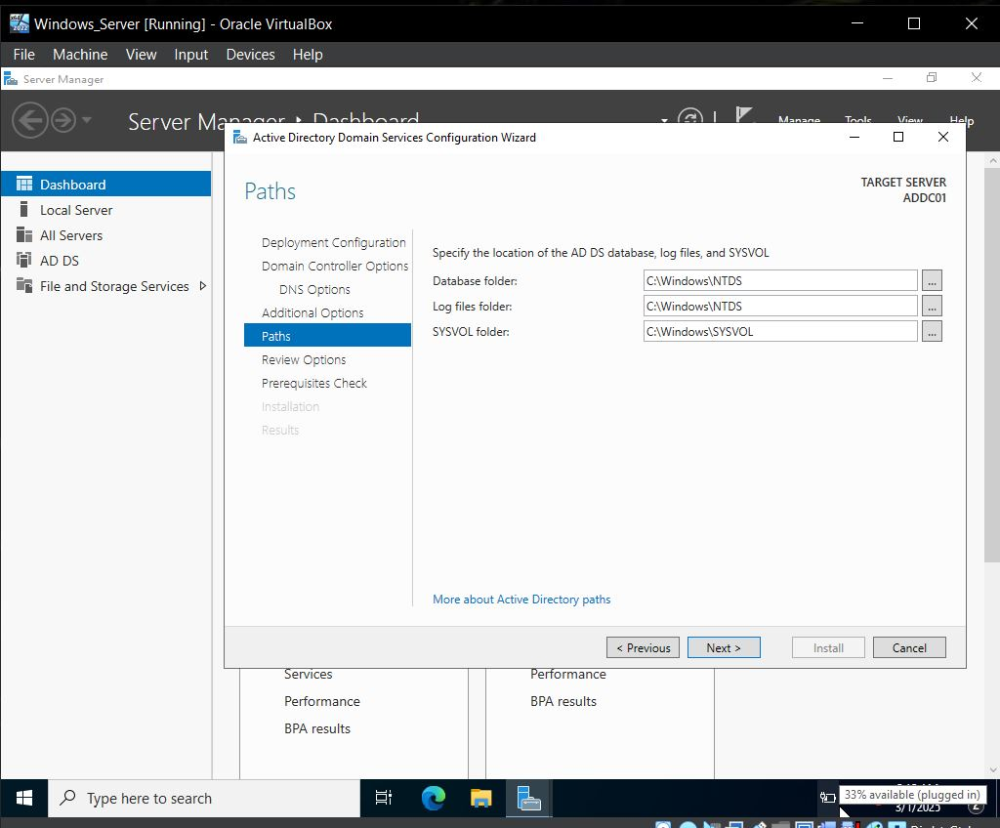 Windows_Server [Running] - Oracle VirtualBox
File Machine View Input Devices Help
Server Manager
Server Manager Dashboard
Manage Tools View Help
Active Directory Domain Services Configuration Wizard
Dashboard
Local Server
All Servers
AD DS
File and Storage Services
Paths
TARGET SERVER
ADDC01
Deployment Configuration
Domain Controller Options
DNS Options
Additional Options
Paths
Review Options
Prerequisites Check
Installation
Results
Specify the location of the AD DS database, log files, and SYSVOL
Database folder: C:\Windows\NTDS ...
Log files folder: C:\Windows\NTDS ...
SYSVOL folder: C:\Windows\SYSVOL ...
More about Active Directory paths
< Previous Next > Install Cancel
Services
Performance
BPA results
Performance
BPA results
Type here to search
33% available (plugged in)
3/1/2025
2